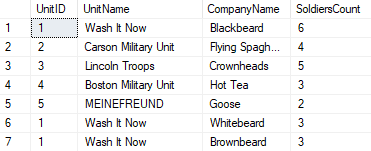 UnitID UnitName CompanyName SoldiersCount
1 1 Wash It Now Blackbeard 6
2 2 Carson Military Unit Flying Spagh... 4
3 3 Lincoln Troops Crownheads 5
4 4 Boston Military Unit Hot Tea 3
5 5 MEINEFREUND Goose 2
6 1 Wash It Now Whitebeard 3
7 1 Wash It Now Brownbeard 3